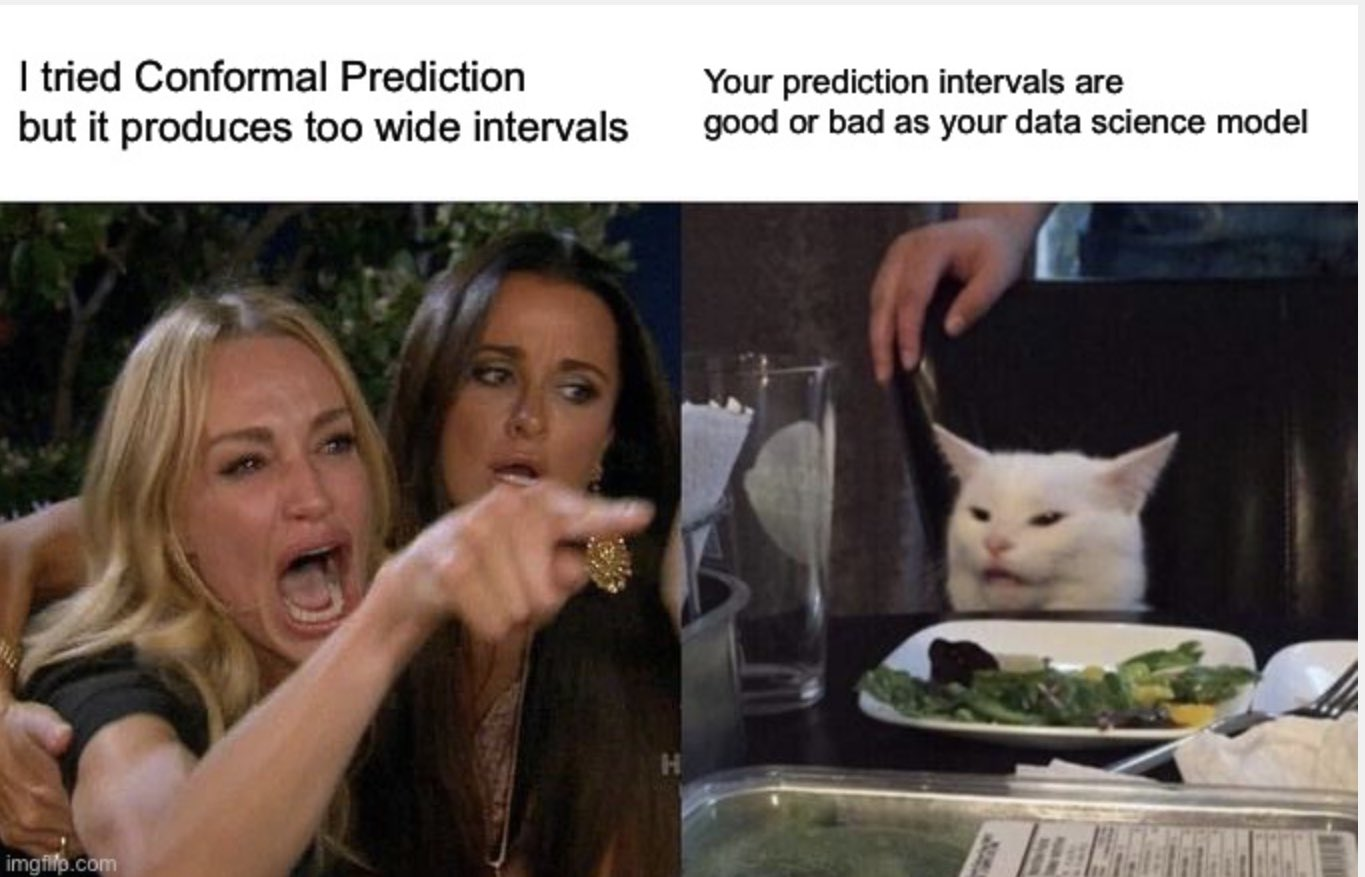 I tried Conformal Prediction
but it produces too wide intervals
Your prediction intervals are
good or bad as your data science model
H
imgflip.com